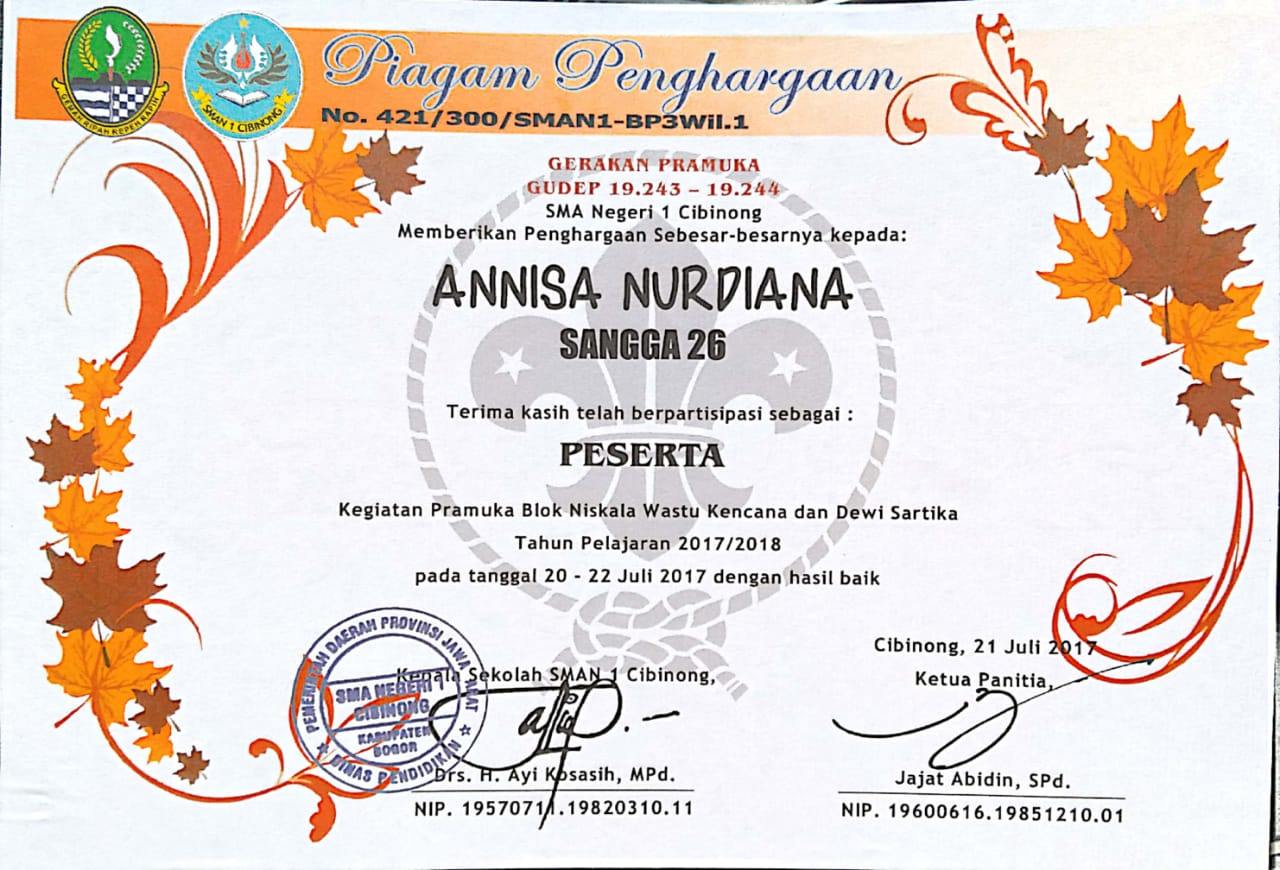 Piagam Penghargaan
No. 421/300/SMAN1-BP3Wil.1
GEMAH RIPAH REPEH RAPIH
SMAN 1 CIBINONG
GERAKAN PRAMUKA
GUDEP 19.243 – 19.244
SMA Negeri 1 Cibinong
Memberikan Penghargaan Sebesar-besarnya kepada:
ANNISA NURDIANA
SANGGA 26
Terima kasih telah berpartisipasi sebagai :
PESERTA
Kegiatan Pramuka Blok Niskala Wastu Kencana dan Dewi Sartika
Tahun Pelajaran 2017/2018
pada tanggal 20 - 22 Juli 2017 dengan hasil baik
Cibinong, 21 Juli 2017
Kepala Sekolah SMAN 1 Cibinong,
Ketua Panitia,
PEMERINTAH DAERAH PROVINSI JAWA BARAT
SMA NEGERI 1
CIBINONG
KABUPATEN
BOGOR
DINAS PENDIDIKAN
Drs. H. Ayi Kosasih, MPd.
NIP. 19570711.19820310.11
Jajat Abidin, SPd.
NIP. 19600616.19851210.01